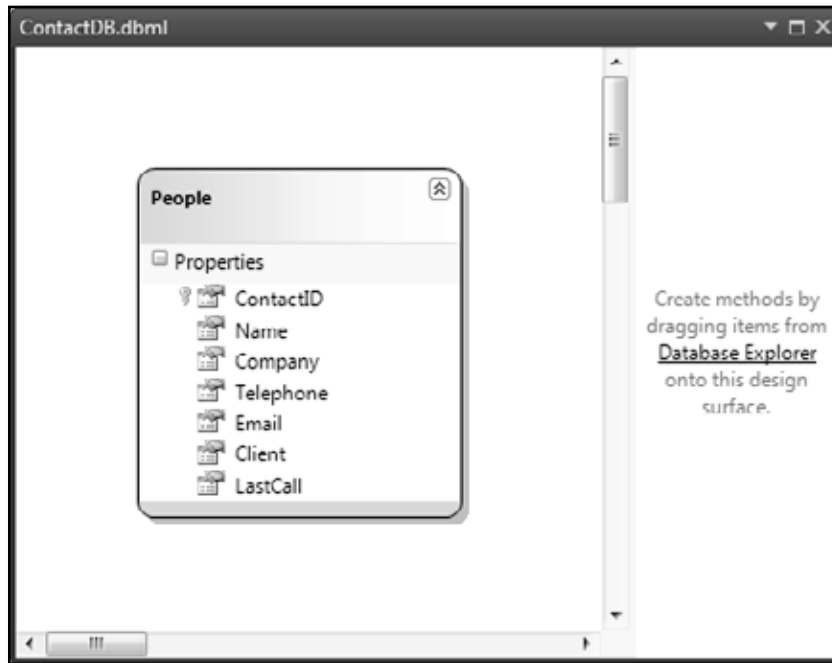 ContactDB.dbml
People
Properties
ContactID
Name
Company
Telephone
Email
Client
LastCall
Create methods by
dragging items from
Database Explorer
onto this design
surface.